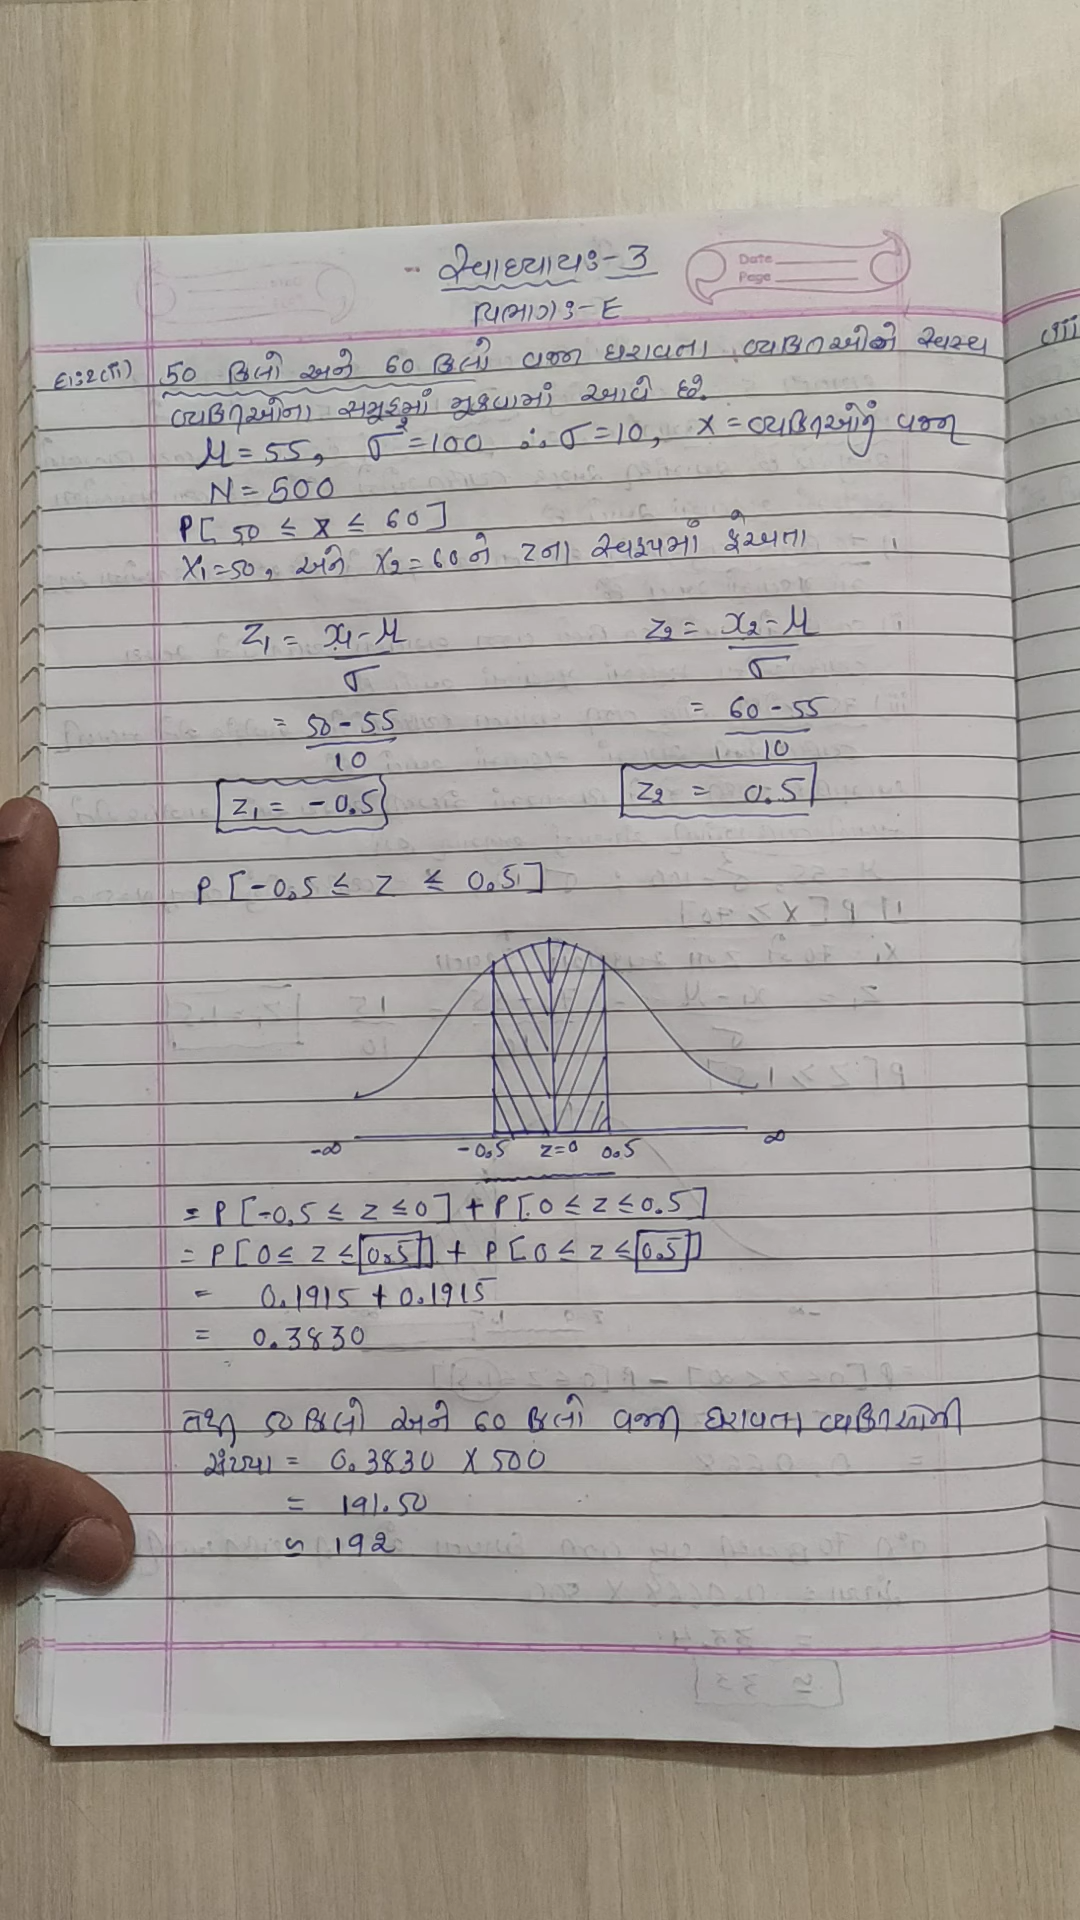 સ્વાધ્યાયઃ- 3
Date
Page
વિભાગઃ- E
દાઃ2(i) 50 કિલો અને 60 કિલો વજન ધરાવતા વ્યક્તિઓને સ્વસ્થ
વ્યક્તિઓના સમૂહમાં મુકવામાં આવે છે.
μ = 55, σ² = 100 ∴ σ = 10, x = વ્યક્તિઓનું વજન
N = 500
P[ 50 ≤ x ≤ 60 ]
x₁ = 50, અને x₂ = 60 ને z ના સ્વરૂપમાં ફેરવતા
z₁ = x₁ - μ / σ z₂ = x₂ - μ / σ
= 50 - 55 / 10 = 60 - 55 / 10
z₁ = - 0.5 z₂ = 0.5
P [ -0.5 ≤ z ≤ 0.5 ]
-∞ -0.5 z=0 0.5 ∞
= P [-0.5 ≤ z ≤ 0] + P [0 ≤ z ≤ 0.5]
= P [0 ≤ z ≤ 0.5] + P [0 ≤ z ≤ 0.5]
= 0.1915 + 0.1915
= 0.3830
50 કિલો અને 60 કિલો વજન ધરાવતા વ્યક્તિઓની
સંખ્યા = 0.3830 x 500
= 191.50
≈ 192